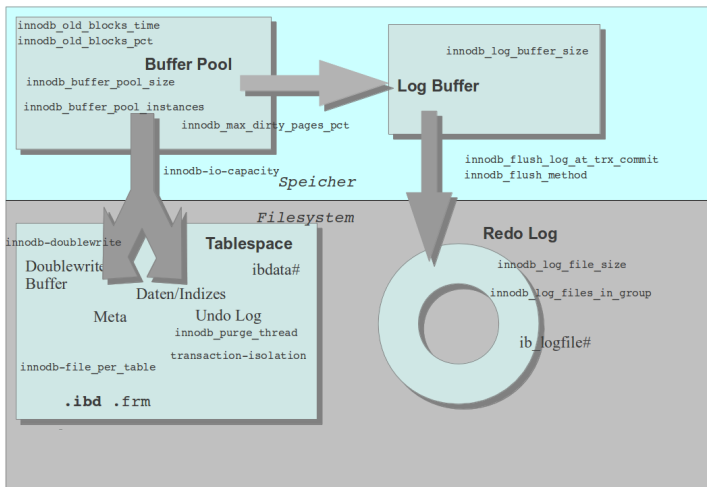 innodb_old_blocks_time
innodb_old_blocks_pct
Buffer Pool
innodb_buffer_pool_size
innodb_buffer_pool_instances
innodb_max_dirty_pages_pct
innodb_log_buffer_size
Log Buffer
innodb-io-capacity
Speicher
innodb_flush_log_at_trx_commit
innodb_flush_method
Filesystem
innodb-doublewrite
Tablespace
Doublewrite
Buffer
ibdata#
Daten/Indizes
Meta
Undo Log
innodb_purge_thread
transaction-isolation
innodb-file_per_table
.ibd .frm
Redo Log
innodb_log_file_size
innodb_log_files_in_group
ib_logfile#